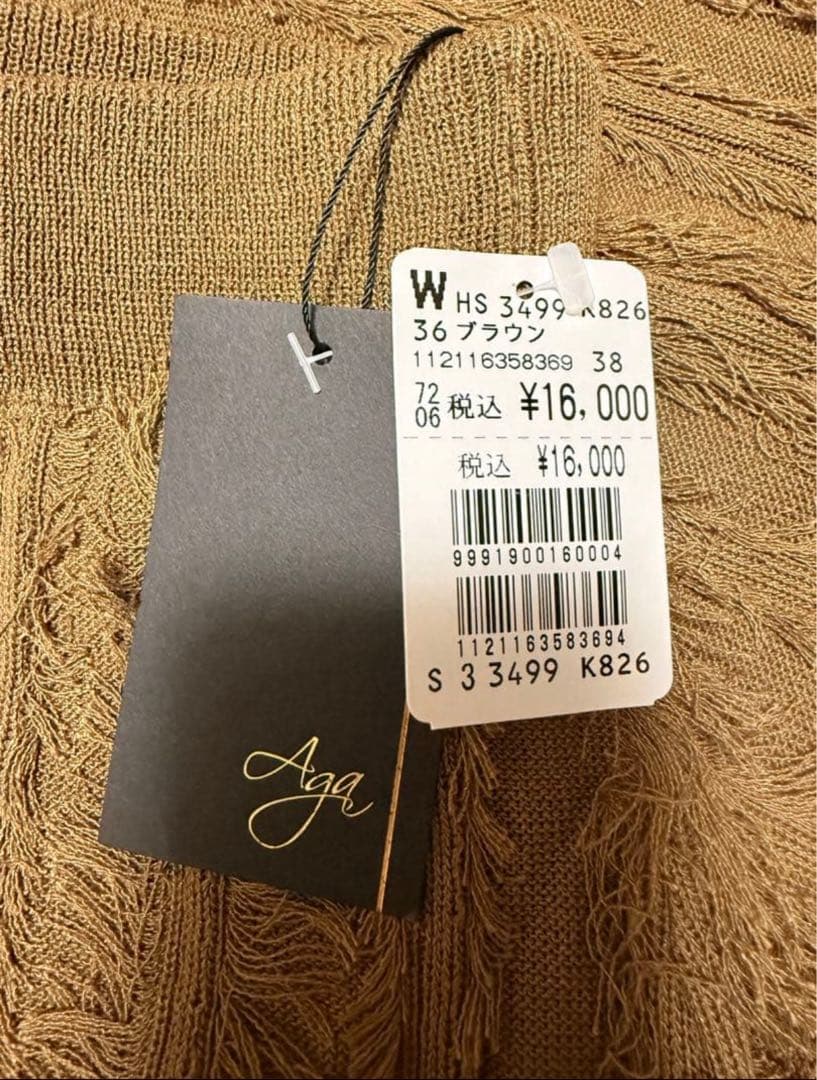 W HS 3499 K826
36 ブラウン
112116358369 38
72
06 税込 ¥16,000
税込 ¥16,000
9991900160004
1121163583694
S 3 3499 K826
Aga